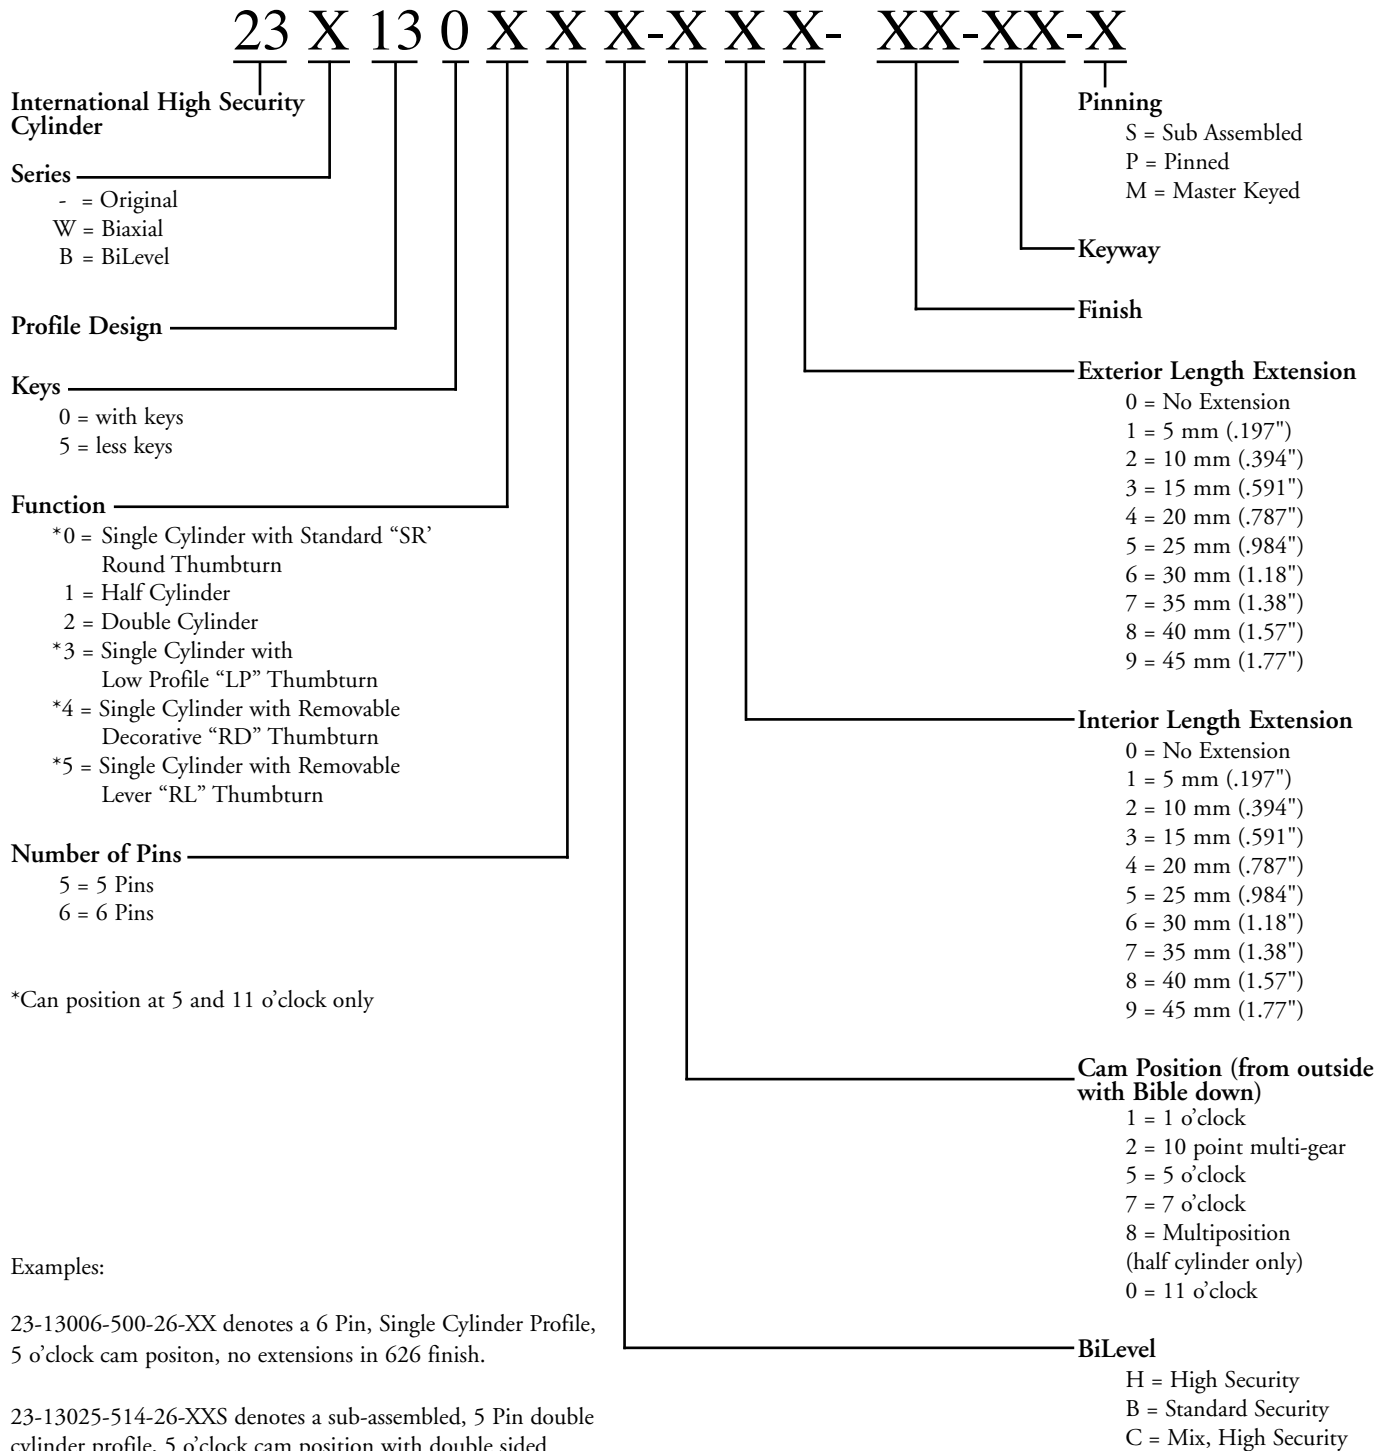 23 X 13 0 X X X-X X X- XX-XX-X
International High Security
Cylinder
Series
- = Original
W = Biaxial
B = BiLevel
Profile Design
Keys
0 = with keys
5 = less keys
Function
*0 = Single Cylinder with Standard “SR’
Round Thumbturn
1 = Half Cylinder
2 = Double Cylinder
*3 = Single Cylinder with
Low Profile “LP” Thumbturn
*4 = Single Cylinder with Removable
Decorative “RD” Thumbturn
*5 = Single Cylinder with Removable
Lever “RL” Thumbturn
Number of Pins
5 = 5 Pins
6 = 6 Pins
*Can position at 5 and 11 o’clock only
Examples:
23-13006-500-26-XX denotes a 6 Pin, Single Cylinder Profile,
5 o’clock cam positon, no extensions in 626 finish.
23-13025-514-26-XXS denotes a sub-assembled, 5 Pin double
cylinder profile, 5 o’clock cam position with double sided
Pinning
S = Sub Assembled
P = Pinned
M = Master Keyed
Keyway
Finish
Exterior Length Extension
0 = No Extension
1 = 5 mm (.197")
2 = 10 mm (.394")
3 = 15 mm (.591")
4 = 20 mm (.787")
5 = 25 mm (.984")
6 = 30 mm (1.18")
7 = 35 mm (1.38")
8 = 40 mm (1.57")
9 = 45 mm (1.77")
Interior Length Extension
0 = No Extension
1 = 5 mm (.197")
2 = 10 mm (.394")
3 = 15 mm (.591")
4 = 20 mm (.787")
5 = 25 mm (.984")
6 = 30 mm (1.18")
7 = 35 mm (1.38")
8 = 40 mm (1.57")
9 = 45 mm (1.77")
Cam Position (from outside
with Bible down)
1 = 1 o’clock
2 = 10 point multi-gear
5 = 5 o’clock
7 = 7 o’clock
8 = Multiposition
(half cylinder only)
0 = 11 o’clock
BiLevel
H = High Security
B = Standard Security
C = Mix, High Security